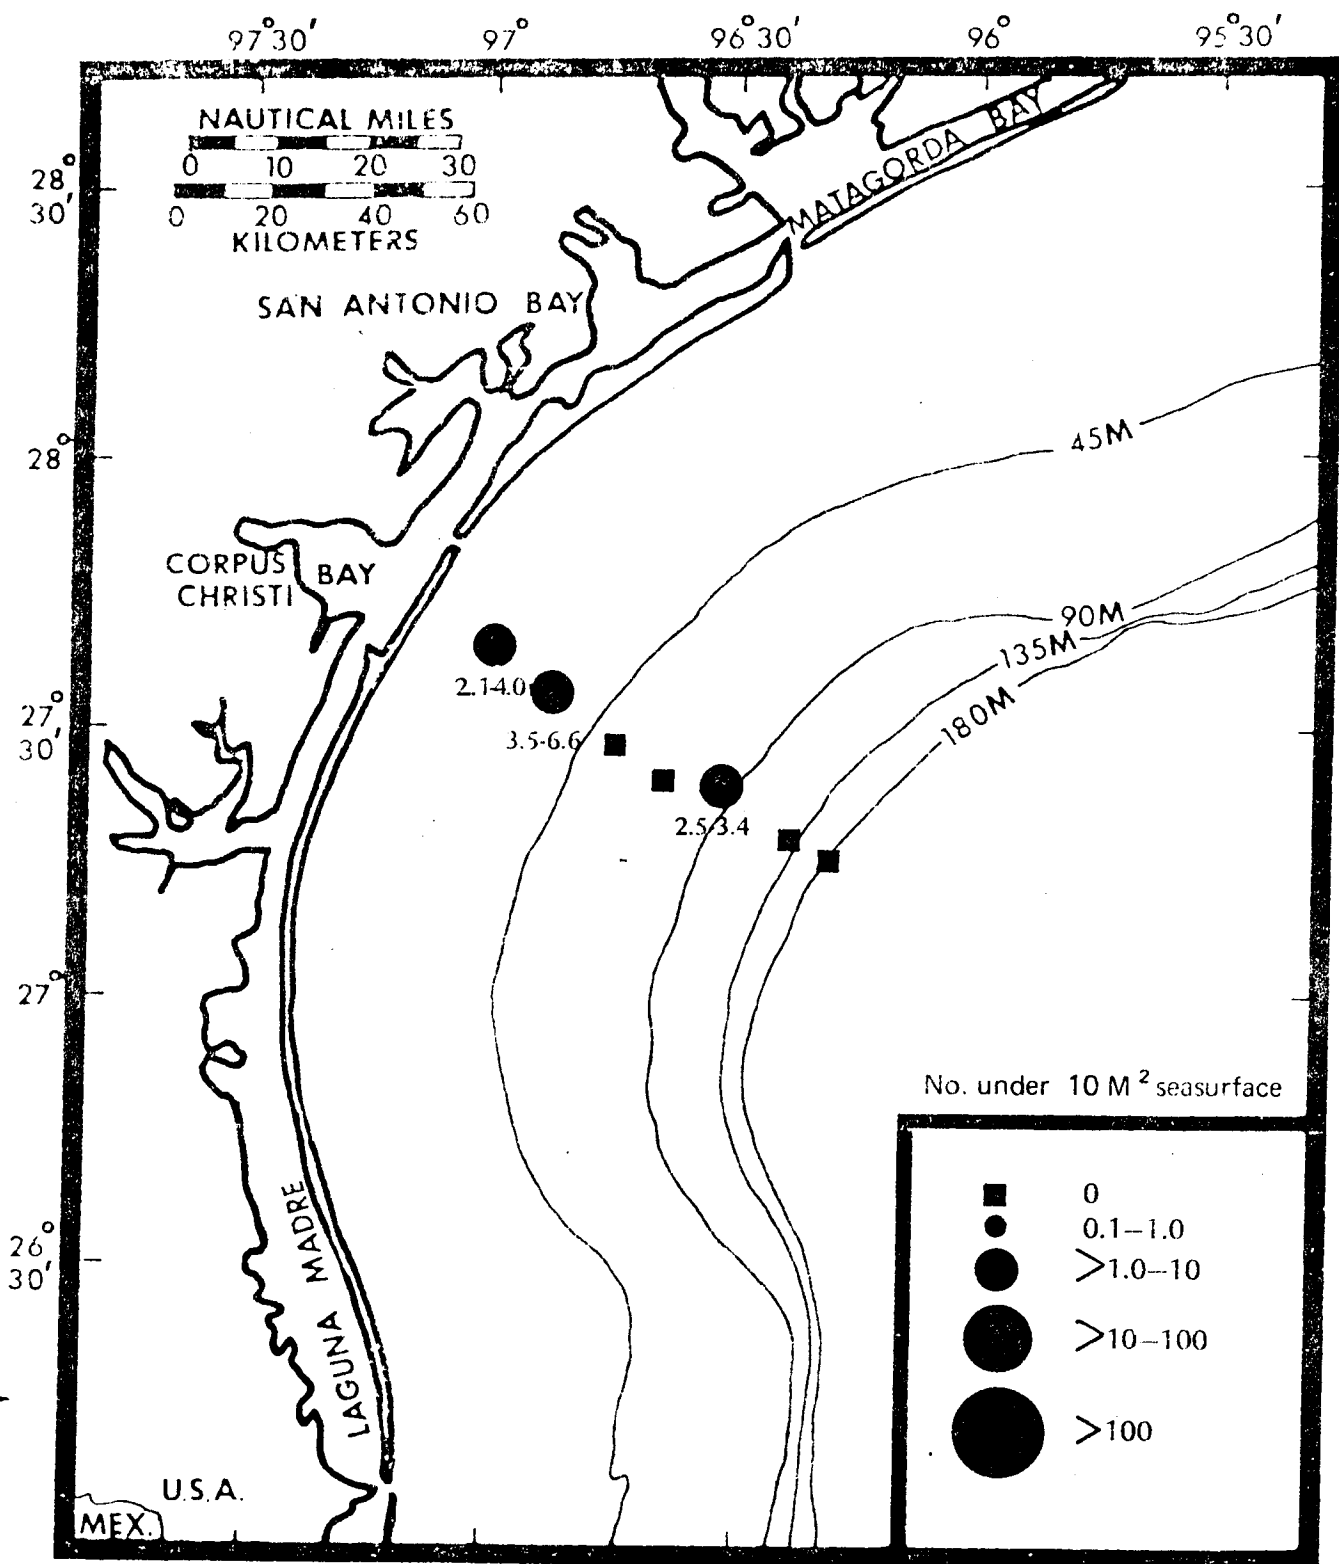 97°30′ 97° 96°30′ 96° 95°30′
NAUTICAL MILES
0 10 20 30
0 20 40 60
KILOMETERS
28°
30′
MATAGORDA BAY
SAN ANTONIO BAY
28°
45M
CORPUS
CHRISTI
BAY
90M
135M
180M
2.1-4.0
27°
30′
3.5-6.6
2.5-3.4
27°
No. under 10 M² seasurface
0
0.1–1.0
>1.0–10
>10–100
>100
26°
30′
LAGUNA MADRE
U.S.A.
MEX.